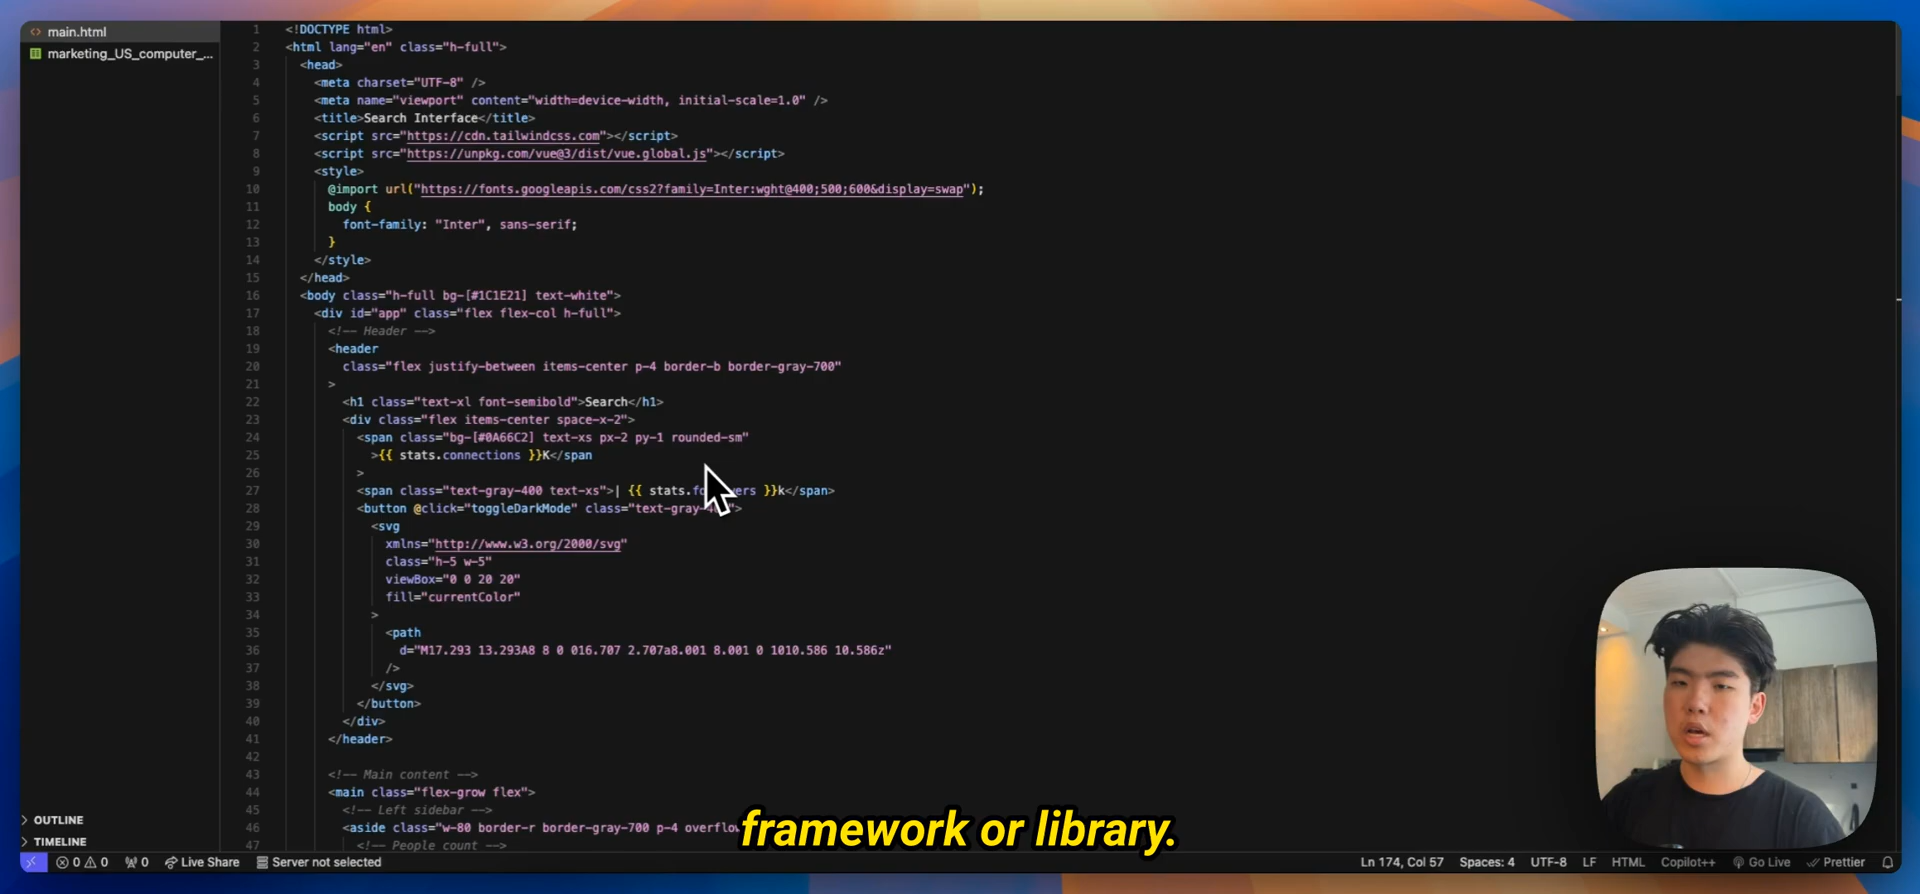 main.html
marketing_US_computer_...
1 <!DOCTYPE html>
2 <html lang="en" class="h-full">
3 <head>
4 <meta charset="UTF-8" />
5 <meta name="viewport" content="width=device-width, initial-scale=1.0" />
6 <title>Search Interface</title>
7 <script src="https://cdn.tailwindcss.com"></script>
8 <script src="https://unpkg.com/vue@3/dist/vue.global.js"></script>
9 <style>
10 @import url("https://fonts.googleapis.com/css2?family=Inter:wght@400;500;600&display=swap");
11 body {
12 font-family: "Inter", sans-serif;
13 }
14 </style>
15 </head>
16 <body class="h-full bg-[#1C1E21] text-white">
17 <div id="app" class="flex flex-col h-full">
18 <!-- Header -->
19 <header
20 class="flex justify-between items-center p-4 border-b border-gray-700"
21 >
22 <h1 class="text-xl font-semibold">Search</h1>
23 <div class="flex items-center space-x-2">
24 <span class="bg-[#0A66C2] text-xs px-2 py-1 rounded-sm"
25 >{{ stats.connections }}K</span
26 >
27 <span class="text-gray-400 text-xs">| {{ stats.fo wers }}k</span>
28 <button @click="toggleDarkMode" class="text-gray-4 ">
29 <svg
30 xmlns="http://www.w3.org/2000/svg"
31 class="h-5 w-5"
32 viewBox="0 0 20 20"
33 fill="currentColor"
34 >
35 <path
36 d="M17.293 13.293A8 8 0 016.707 2.707a8.001 8.001 0 1010.586 10.586z"
37 />
38 </svg>
39 </button>
40 </div>
41 </header>
42
43 <!-- Main content -->
44 <main class="flex-grow flex">
45 <!-- Left sidebar -->
46 <aside class="w-80 border-r border-gray-700 p-4 overflow
47 <!-- People count -->
framework or library.
OUTLINE
TIMELINE
0 0 0 Live Share Server not selected
Ln 174, Col 57 Spaces: 4 UTF-8 LF HTML Copilot++ Go Live Prettier